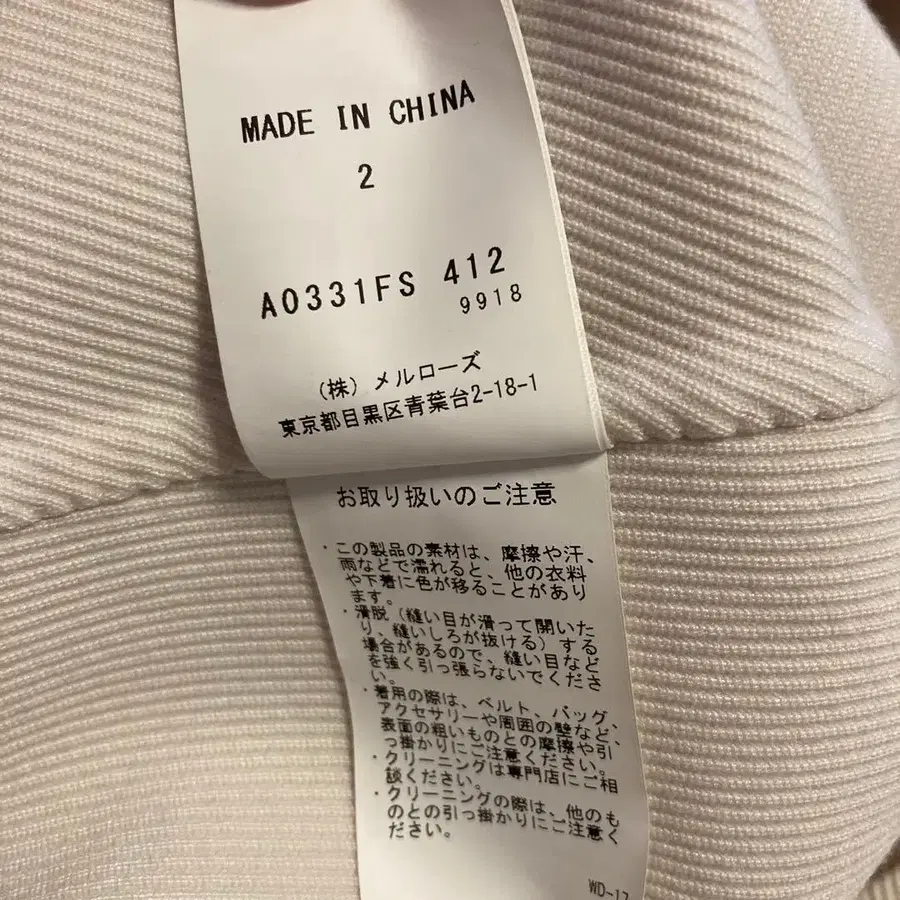 MADE IN CHINA
2
A0331FS 412
9918
(株) メルローズ
東京都目黒区青葉台2-18-1
お取り扱いのご注意
・この製品の素材は、摩擦や汗、
雨などで濡れると、他の衣料
や下着に色が移ることがあり
ます。
・滑脱（縫い目が滑って開いた
り、縫いしろが抜ける）する
場合があるので、縫い目など
を強く引っ張らないでくださ
い。
・着用の際は、ベルト、バッグ、
アクセサリーや周囲の壁など、
表面の粗いものとの摩擦や引
っ掛かりにご注意ください。
・クリーニングは専門店にご相
談ください。
・クリーニングの際は、他のも
のとの引っ掛かりにご注意く
ださい。
WD-17